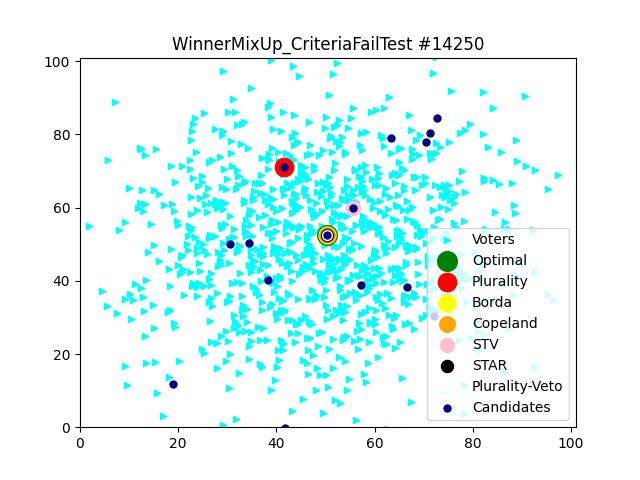 WinnerMixUp_CriteriaFailTest #14250
100
80
60
40
20
0
0 20 40 60 80 100
Voters
Optimal
Plurality
Borda
Copeland
STV
STAR
Plurality-Veto
Candidates